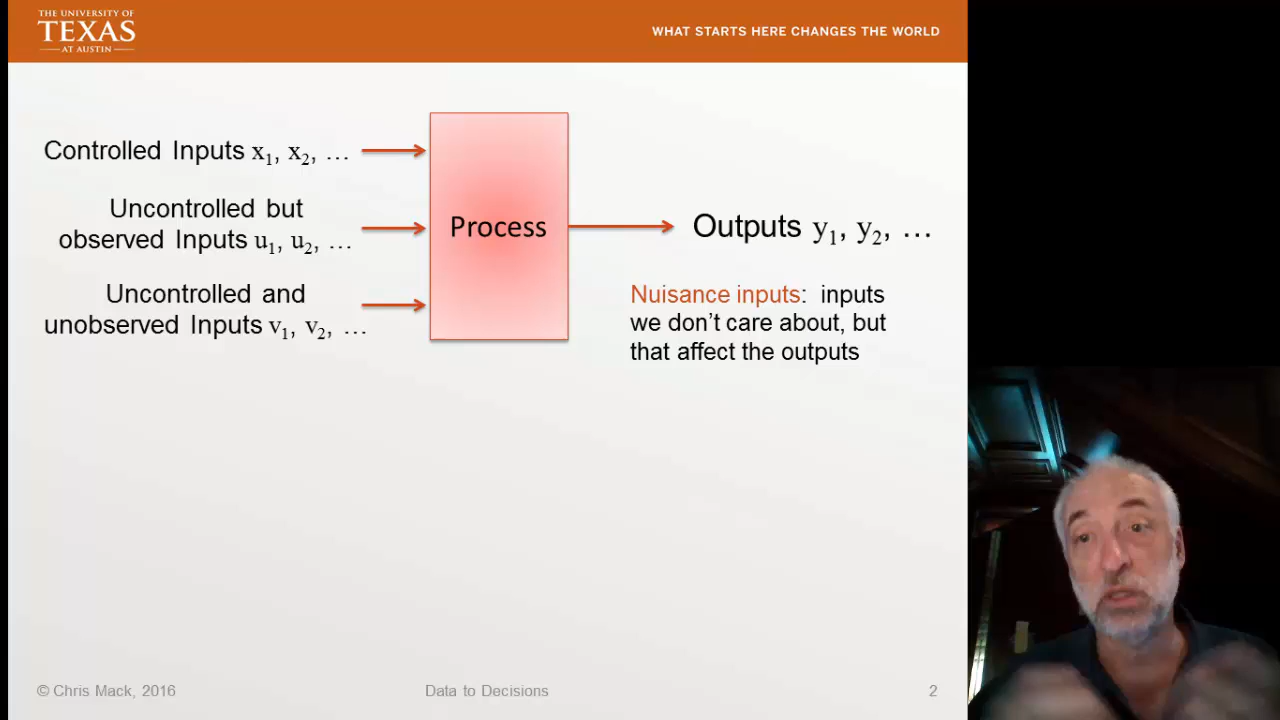 THE UNIVERSITY OF
TEXAS
AT AUSTIN
WHAT STARTS HERE CHANGES THE WORLD
Controlled Inputs x₁, x₂, …
Uncontrolled but
observed Inputs u₁, u₂, …
Uncontrolled and
unobserved Inputs v₁, v₂, …
Process
Outputs y₁, y₂, …
Nuisance inputs: inputs
we don’t care about, but
that affect the outputs
© Chris Mack, 2016
Data to Decisions
2